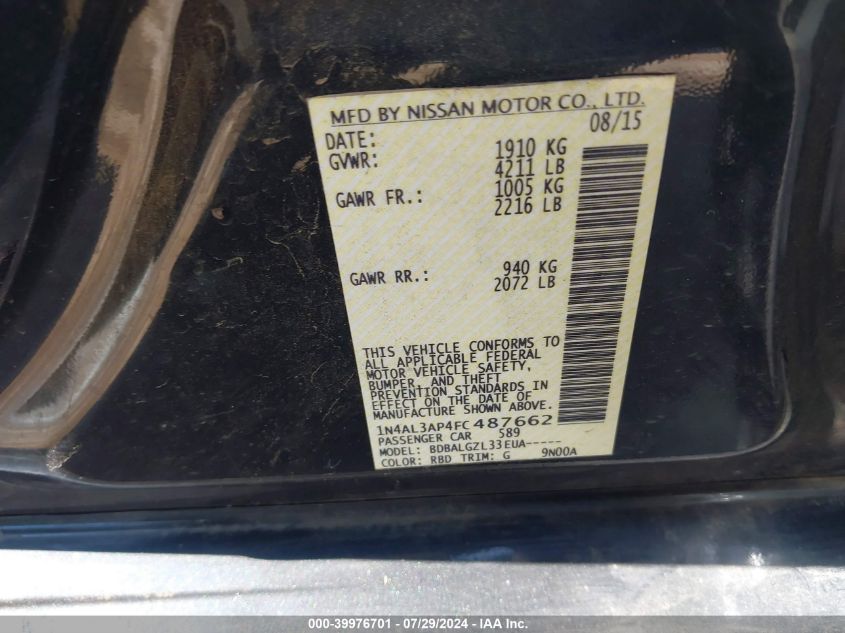 MFD BY NISSAN MOTOR CO., LTD.
DATE: 08/15
GVWR: 1910 KG
4211 LB
GAWR FR.: 1005 KG
2216 LB
GAWR RR.: 940 KG
2072 LB
THIS VEHICLE CONFORMS TO
ALL APPLICABLE FEDERAL
MOTOR VEHICLE SAFETY,
BUMPER, AND THEFT
PREVENTION STANDARDS IN
EFFECT ON THE DATE OF
MANUFACTURE SHOWN ABOVE.
1N4AL3AP4FC487662
PASSENGER CAR 589
MODEL: BDBALGZL33EUA-----
COLOR: RBD TRIM: G 9N00A
000-39976701 - 07/29/2024 - IAAI - Copyright (c) 2024 IAA, Inc.